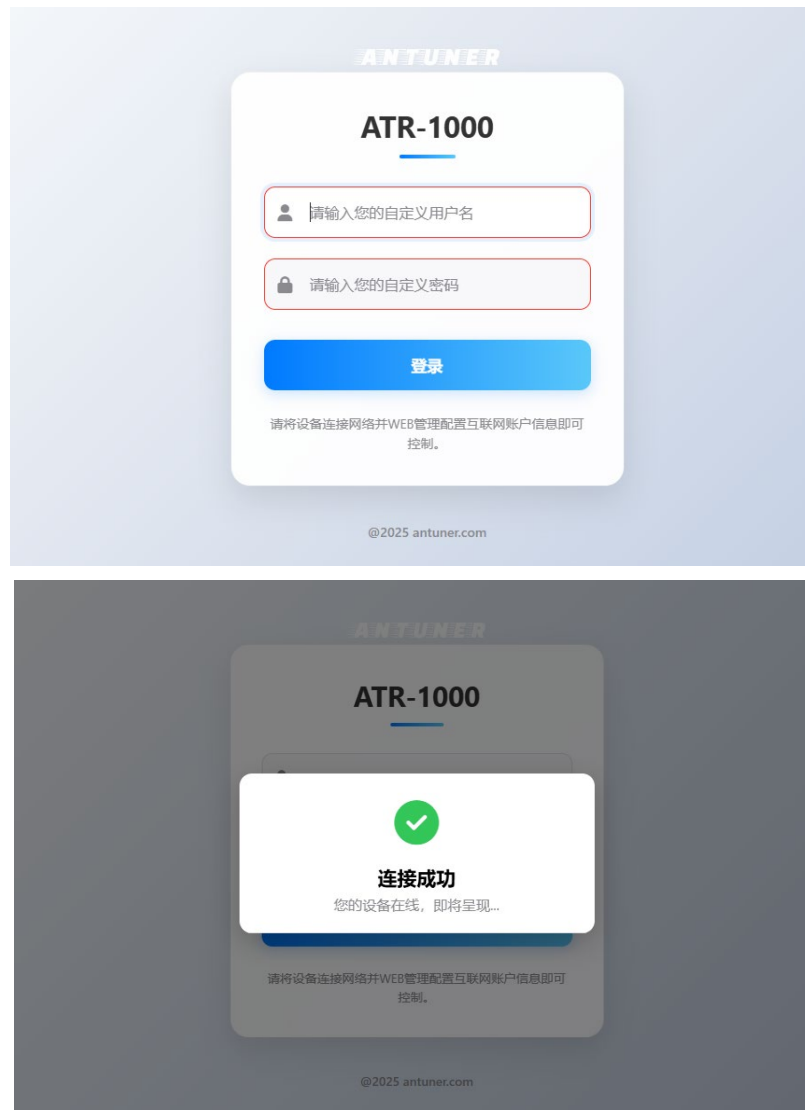 ANTUNER
ATR-1000
请输入您的自定义用户名
请输入您的自定义密码
登录
请将设备连接网络并WEB管理配置互联网账户信息即可
控制。
@2025 antuner.com
ANTUNER
ATR-1000
连接成功
您的设备在线，即将呈现...
请将设备连接网络并WEB管理配置互联网账户信息即可
控制。
@2025 antuner.com